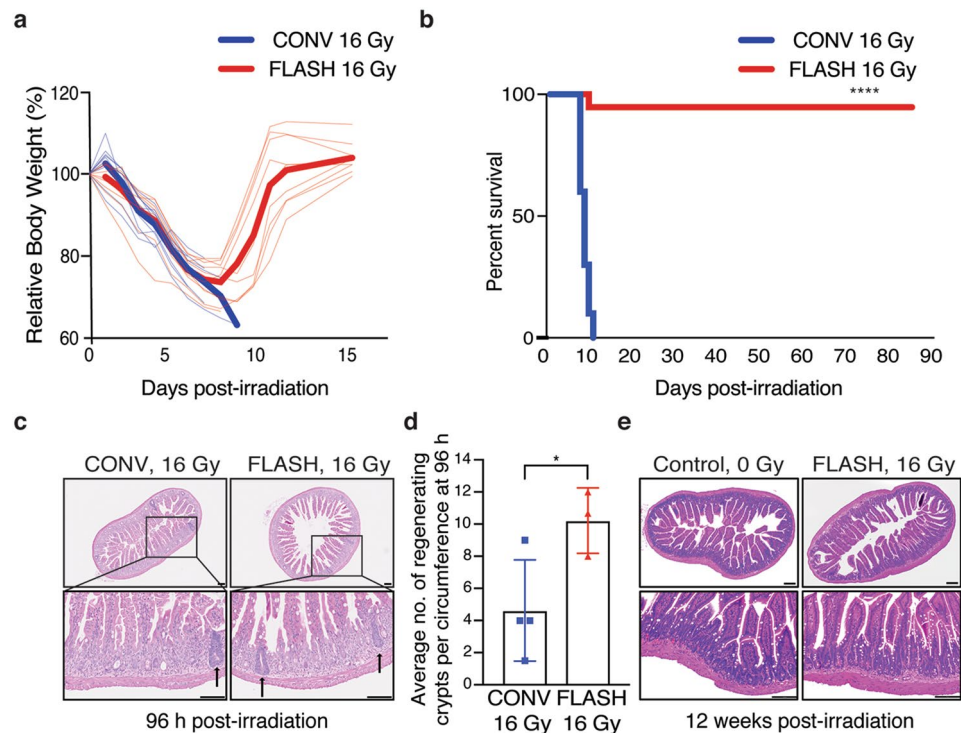 a
CONV 16 Gy
FLASH 16 Gy
Relative Body Weight (%)
120
100
80
60
0
5
10
15
Days post-irradiation
b
CONV 16 Gy
FLASH 16 Gy
****
Percent survival
100
50
0
0 10 20 30 40 50 60 70 80 90
Days post-irradiation
c
CONV, 16 Gy
FLASH, 16 Gy
96 h post-irradiation
d
Average no. of regenerating
crypts per circumference at 96 h
14
12
10
8
6
4
2
0
*
CONV FLASH
16 Gy 16 Gy
e
Control, 0 Gy
FLASH, 16 Gy
12 weeks post-irradiation